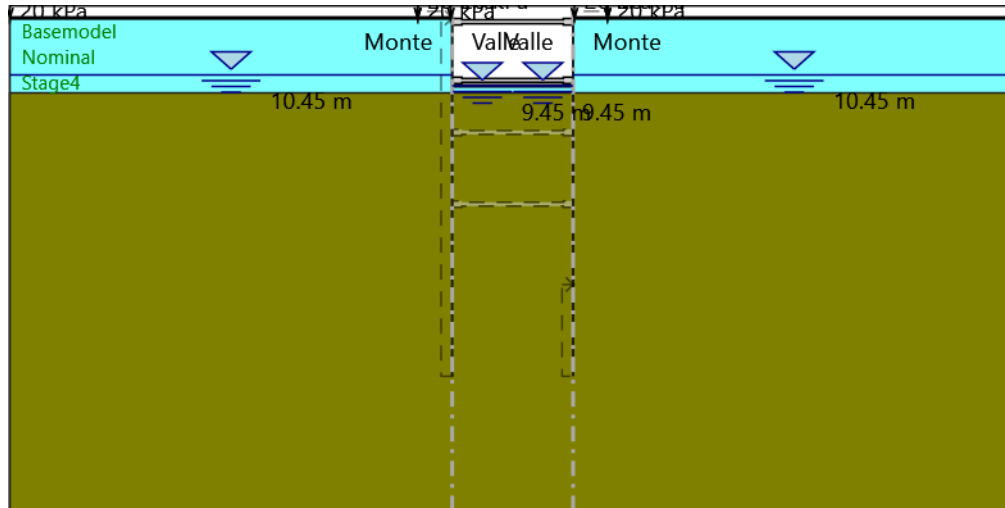 20 kPa
20 kPa
20 kPa
Basemodel
Nominal
Stage4
Monte
Valle
Valle
Monte
10.45 m
9.45 m
9.45 m
10.45 m